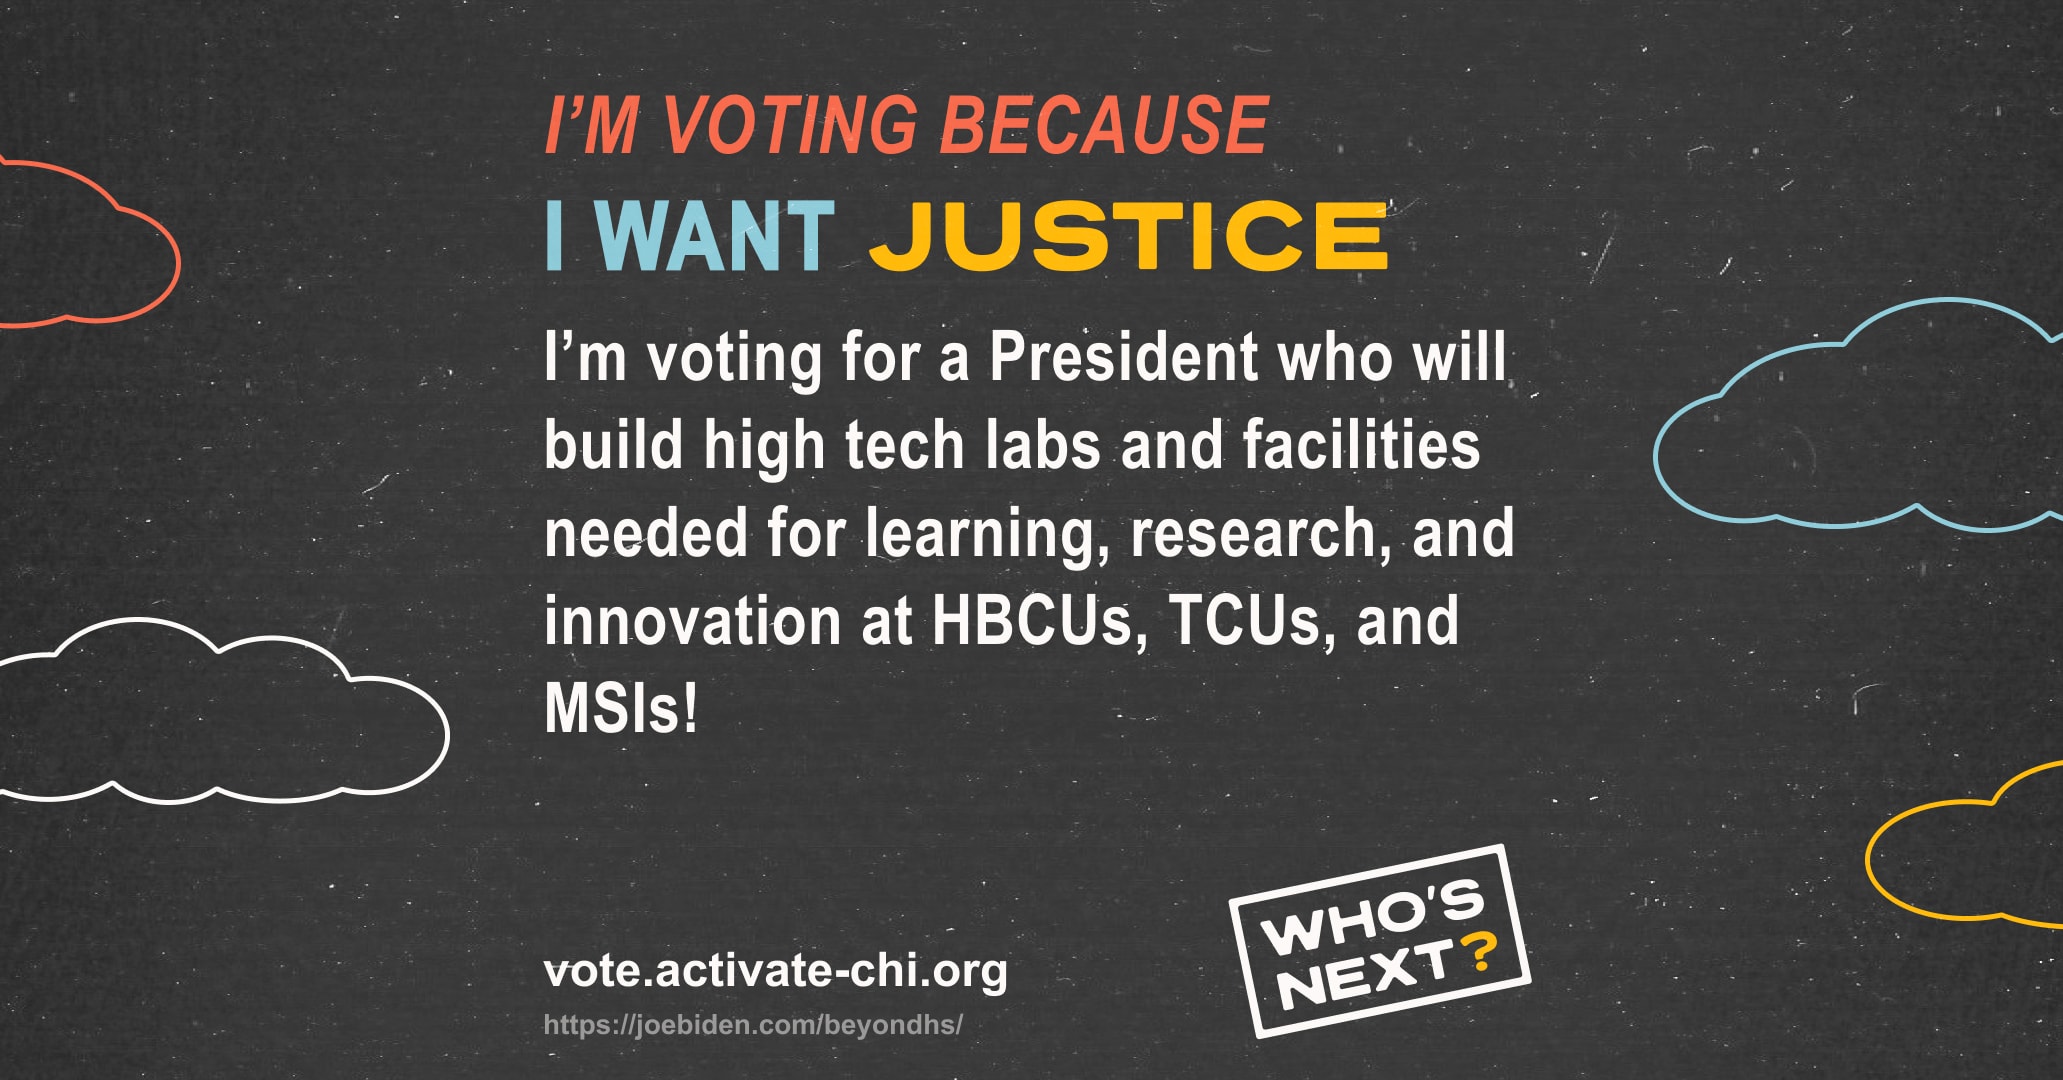 I’M VOTING BECAUSE
I WANT JUSTICE
I’m voting for a President who will
build high tech labs and facilities
needed for learning, research, and
innovation at HBCUs, TCUs, and
MSIs!
WHO'S
NEXT?
vote.activate-chi.org
https://joebiden.com/beyondhs/